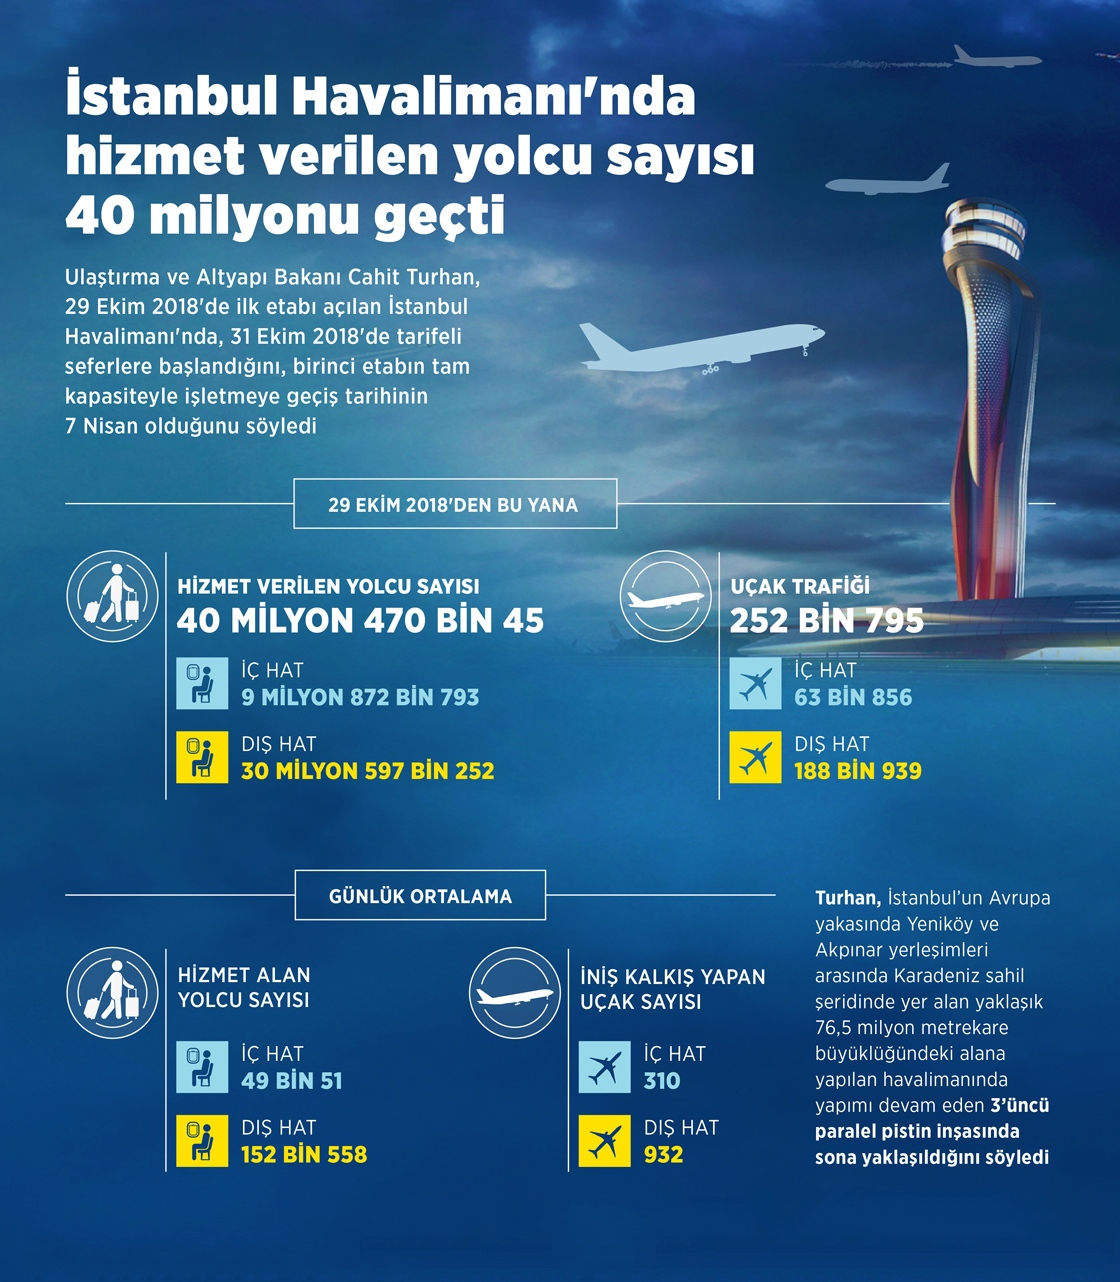 İstanbul Havalimanı'nda
hizmet verilen yolcu sayısı
40 milyonu geçti
Ulaştırma ve Altyapı Bakanı Cahit Turhan,
29 Ekim 2018'de ilk etabı açılan İstanbul
Havalimanı'nda, 31 Ekim 2018'de tarifeli
seferlere başlandığını, birinci etabın tam
kapasiteyle işletmeye geçiş tarihinin
7 Nisan olduğunu söyledi
29 EKİM 2018'DEN BU YANA
HİZMET VERİLEN YOLCU SAYISI
40 MİLYON 470 BİN 45
İÇ HAT
9 MİLYON 872 BİN 793
DIŞ HAT
30 MİLYON 597 BİN 252
UÇAK TRAFİĞİ
252 BİN 795
İÇ HAT
63 BİN 856
DIŞ HAT
188 BİN 939
GÜNLÜK ORTALAMA
HİZMET ALAN
YOLCU SAYISI
İÇ HAT
49 BİN 51
DIŞ HAT
152 BİN 558
İNİŞ KALKIŞ YAPAN
UÇAK SAYISI
İÇ HAT
310
DIŞ HAT
932
Turhan, İstanbul’un Avrupa
yakasında Yeniköy ve
Akpınar yerleşimleri
arasında Karadeniz sahil
şeridinde yer alan yaklaşık
76,5 milyon metrekare
büyüklüğündeki alana
yapılan havalimanında
yapımı devam eden 3’üncü
paralel pistin inşasında
sona yaklaşıldığını söyledi